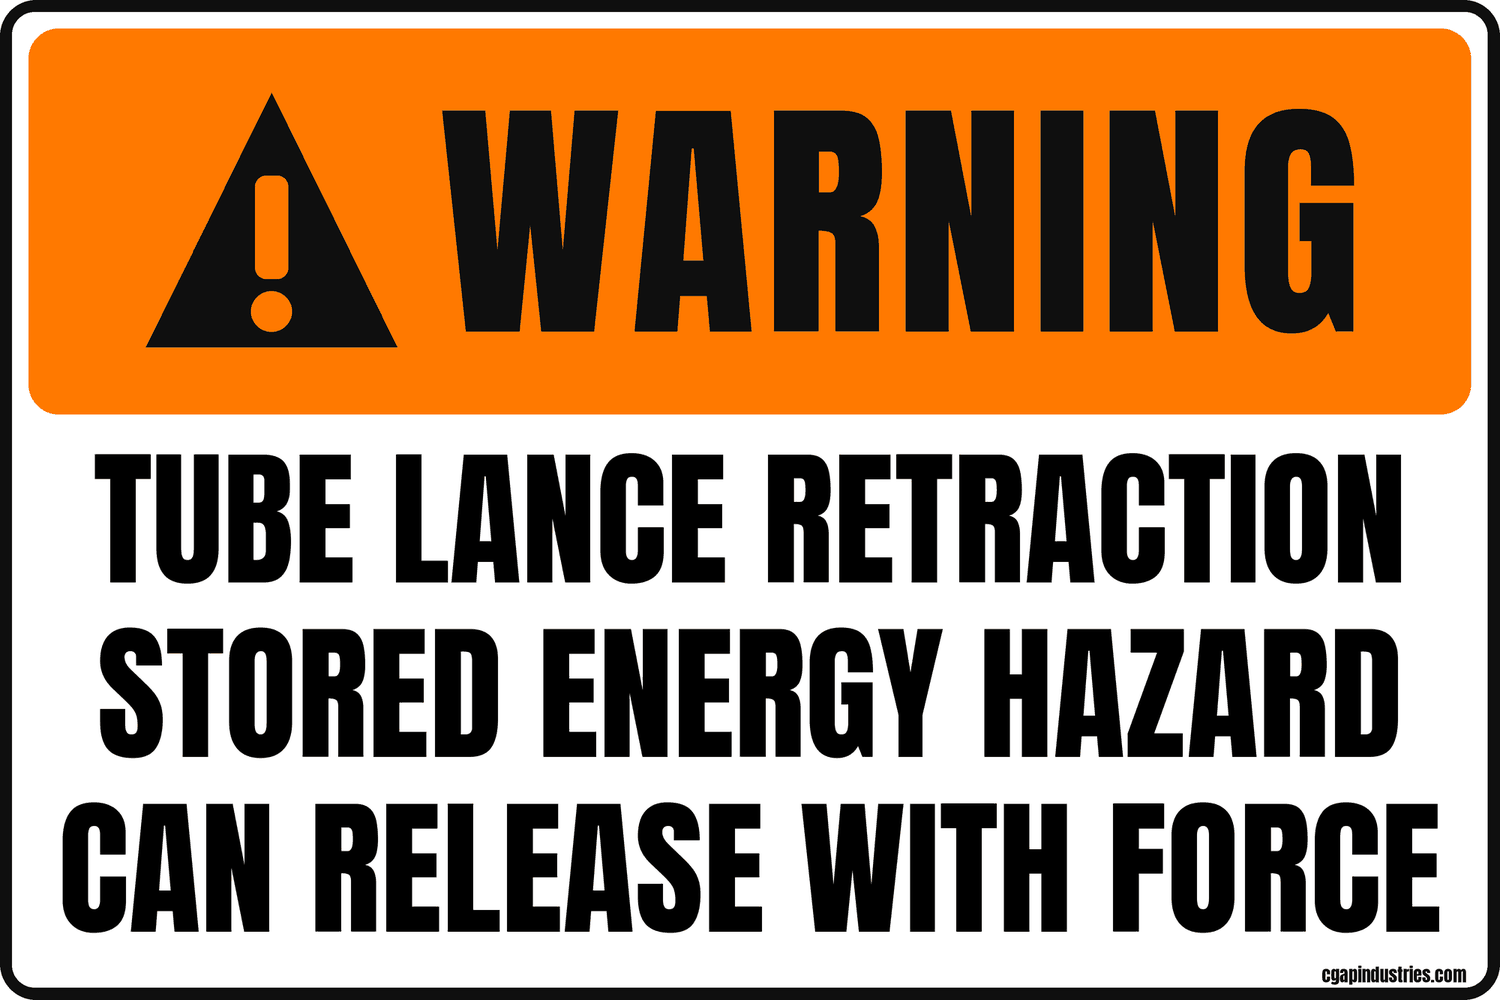 WARNING
TUBE LANCE RETRACTION
STORED ENERGY HAZARD
CAN RELEASE WITH FORCE
cgapindustries.com